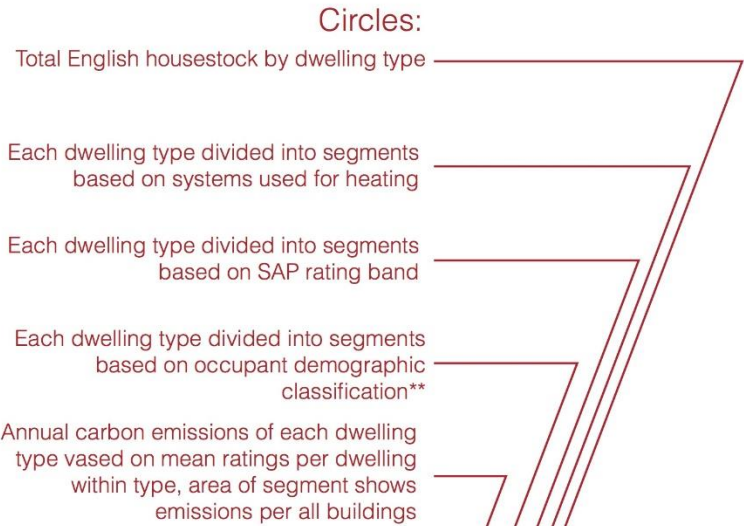 Circles:
Total English housestock by dwelling type
Each dwelling type divided into segments
based on systems used for heating
Each dwelling type divided into segments
based on SAP rating band
Each dwelling type divided into segments
based on occupant demographic
classification**
Annual carbon emissions of each dwelling
type vased on mean ratings per dwelling
within type, area of segment shows
emissions per all buildings